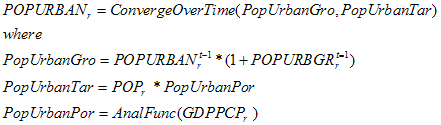 POPURBAN_r = ConvergeOverTime(PopUrbanGro, PopUrbanTar)
where
PopUrbanGro = POPURBAN_r^{t-1} * (1 + POPURBGR_r^{t-1})
PopUrbanTar = POP_r * PopUrbanPor
PopUrbanPor = AnalFunc(GDPPCP_r)